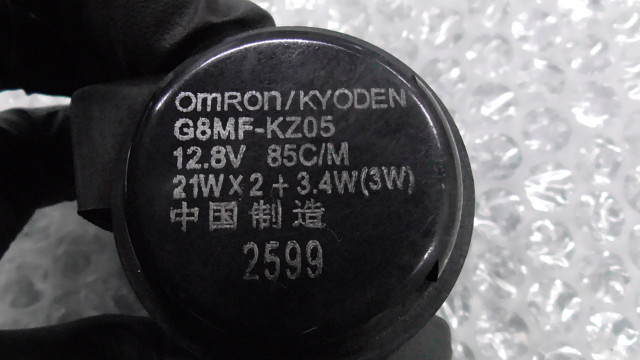 OMRON/KYODEN
G8MF-KZ05
12.8V 85C/M
21W×2+3.4W(3W)
中国制造
2599